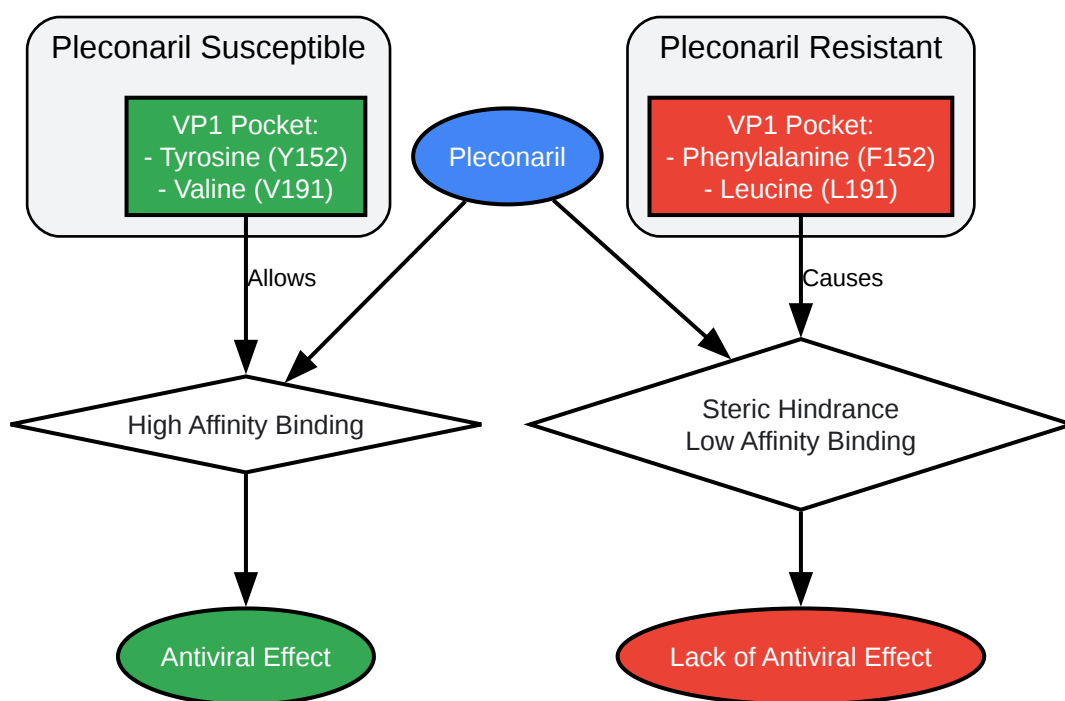 Pleconaril Susceptible
VP1 Pocket:
- Tyrosine (Y152)
- Valine (V191)
Pleconaril
Pleconaril Resistant
VP1 Pocket:
- Phenylalanine (F152)
- Leucine (L191)
Allows
Causes
High Affinity Binding
Steric Hindrance
Low Affinity Binding
Antiviral Effect
Lack of Antiviral Effect